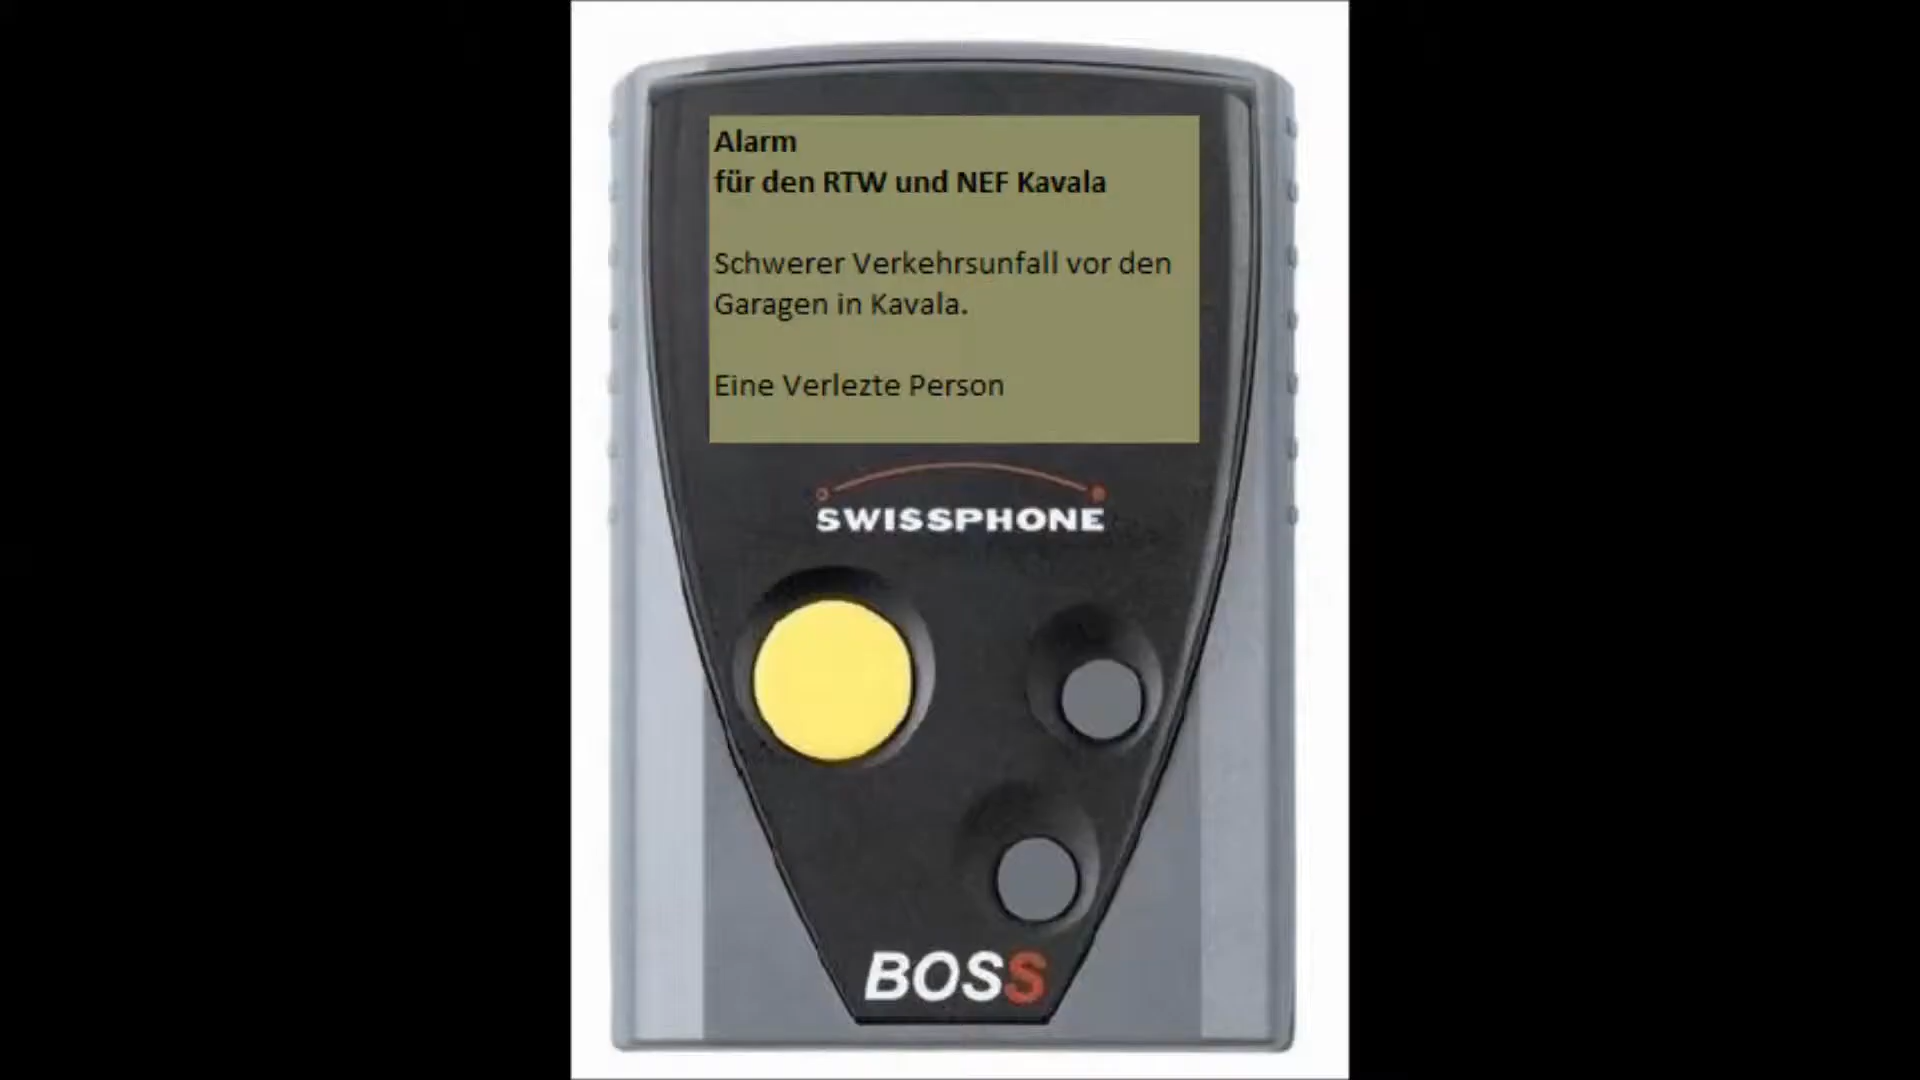 Alarm
für den RTW und NEF Kavala
Schwerer Verkehrsunfall vor den
Garagen in Kavala.
Eine Verlezte Person
SWISSPHONE
BOSS